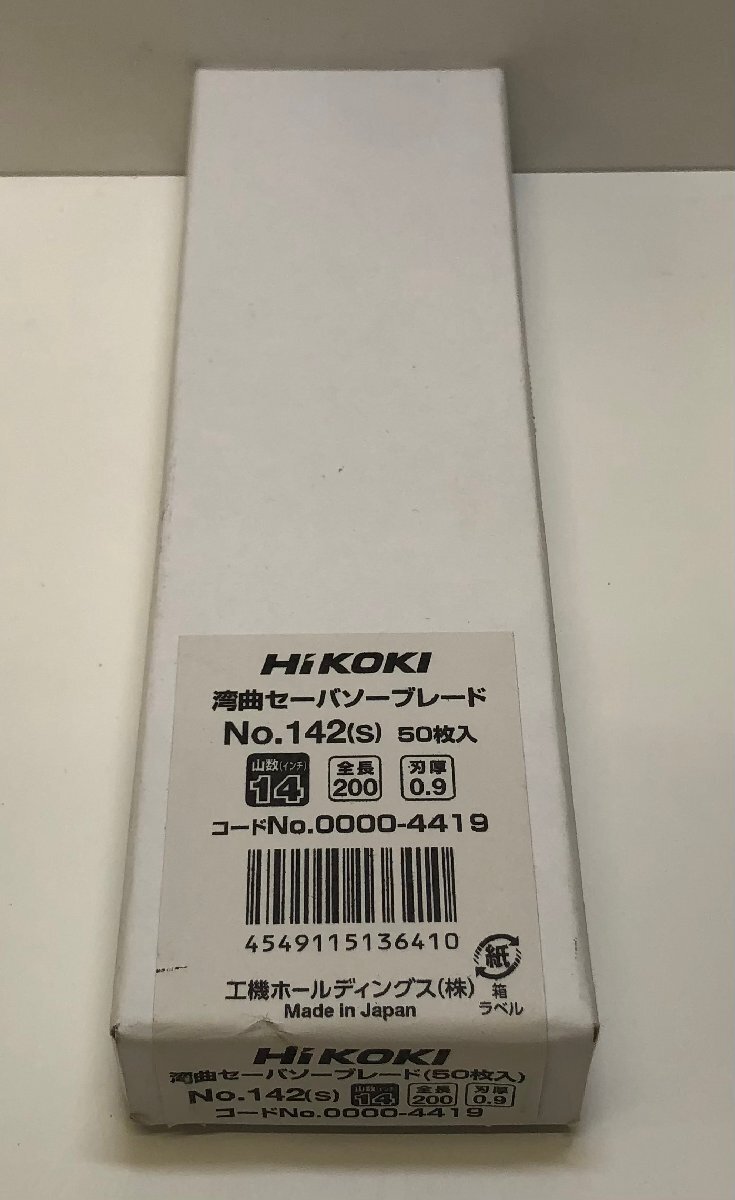 HiKOKI
湾曲セーバソーブレード
No.142(S) 50枚入
山数(インチ) 14 全長 200 刃厚 0.9
コードNo.0000-4419
4549115136410
紙
箱
ラベル
工機ホールディングス(株)
Made in Japan
HiKOKI
湾曲セーバソーブレード(50枚入)
No.142(S) 山数(インチ) 14 全長 200 刃厚 0.9
コードNo.0000-4419